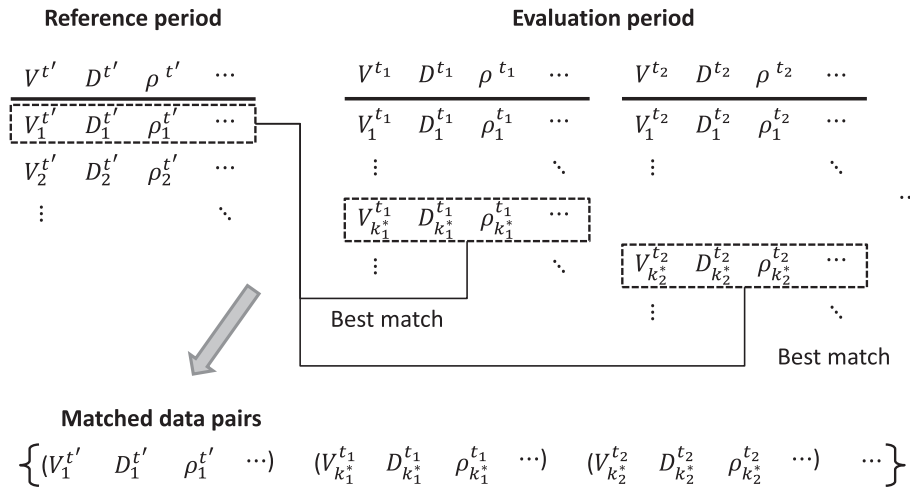 Reference period Evaluation period
V^{t'} D^{t'} ρ^{t'} ⋯ V^{t_1} D^{t_1} ρ^{t_1} ⋯ V^{t_2} D^{t_2} ρ^{t_2} ⋯
V_1^{t'} D_1^{t'} ρ_1^{t'} ⋯ V_1^{t_1} D_1^{t_1} ρ_1^{t_1} ⋯ V_1^{t_2} D_1^{t_2} ρ_1^{t_2} ⋯
V_2^{t'} D_2^{t'} ρ_2^{t'} ⋯ ⋮ ⋱ ⋮ ⋱
⋮ ⋱ V_{k_1^*}^{t_1} D_{k_1^*}^{t_1} ρ_{k_1^*}^{t_1} ⋯ ..
⋮ ⋱ V_{k_2^*}^{t_2} D_{k_2^*}^{t_2} ρ_{k_2^*}^{t_2} ⋯
⋮ ⋱
Best match
Best match
Matched data pairs
{(V_1^{t'} D_1^{t'} ρ_1^{t'} ⋯) (V_{k_1^*}^{t_1} D_{k_1^*}^{t_1} ρ_{k_1^*}^{t_1} ⋯) (V_{k_2^*}^{t_2} D_{k_2^*}^{t_2} ρ_{k_2^*}^{t_2} ⋯) ⋯}